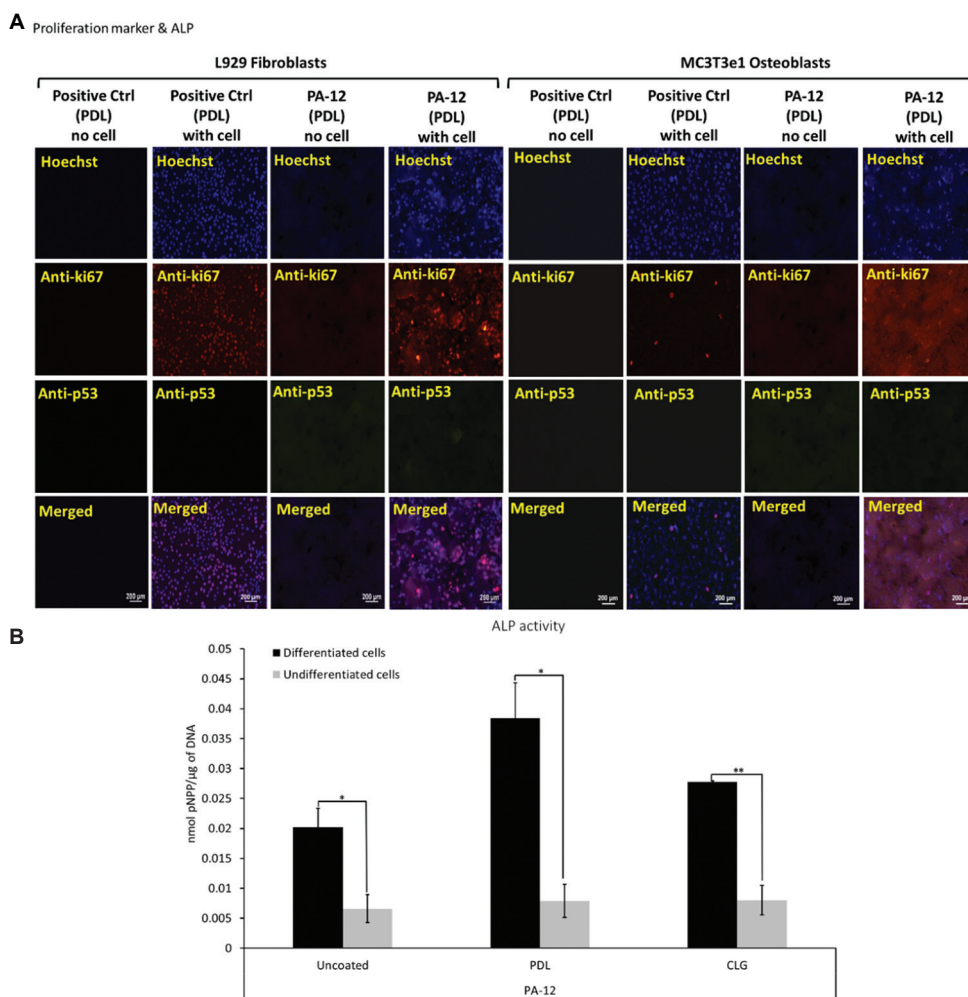 A Proliferation marker & ALP
L929 Fibroblasts
MC3T3e1 Osteoblasts
Positive Ctrl
(PDL)
no cell
Positive Ctrl
(PDL)
with cell
PA-12
(PDL)
no cell
PA-12
(PDL)
with cell
Positive Ctrl
(PDL)
no cell
Positive Ctrl
(PDL)
with cell
PA-12
(PDL)
no cell
PA-12
(PDL)
with cell
Hoechst Hoechst Hoechst Hoechst Hoechst Hoechst Hoechst Hoechst
Anti-ki67 Anti-ki67 Anti-ki67 Anti-ki67 Anti-ki67 Anti-ki67 Anti-ki67 Anti-ki67
Anti-p53 Anti-p53 Anti-p53 Anti-p53 Anti-p53 Anti-p53 Anti-p53 Anti-p53
Merged Merged Merged Merged Merged Merged Merged Merged
200 µm 200 µm 200 µm 200 µm 200 µm 200 µm 200 µm 200 µm
B
ALP activity
Differentiated cells
Undifferentiated cells
nmol pNPP/µg of DNA
0.05
0.045
0.04
0.035
0.03
0.025
0.02
0.015
0.01
0.005
0
*
*
**
Uncoated PDL CLG
PA-12